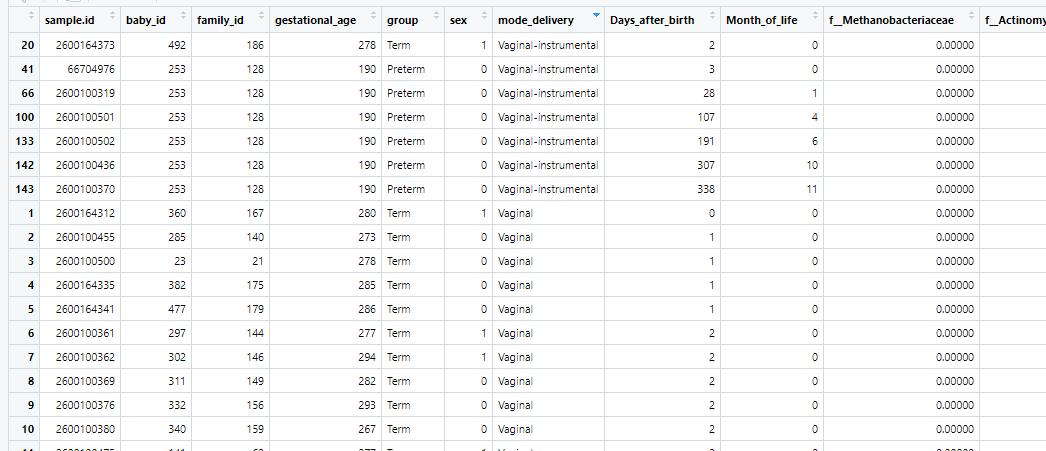 sample.id baby_id family_id gestational_age group sex mode_delivery Days_after_birth Month_of_life f__Methanobacteriaceae f__Actinomy
20 2600164373 492 186 278 Term 1 Vaginal-instrumental 2 0 0.00000
41 66704976 253 128 190 Preterm 0 Vaginal-instrumental 3 0 0.00000
66 2600100319 253 128 190 Preterm 0 Vaginal-instrumental 28 1 0.00000
100 2600100501 253 128 190 Preterm 0 Vaginal-instrumental 107 4 0.00000
133 2600100502 253 128 190 Preterm 0 Vaginal-instrumental 191 6 0.00000
142 2600100436 253 128 190 Preterm 0 Vaginal-instrumental 307 10 0.00000
143 2600100370 253 128 190 Preterm 0 Vaginal-instrumental 338 11 0.00000
1 2600164312 360 167 280 Term 1 Vaginal 0 0 0.00000
2 2600100455 285 140 273 Term 0 Vaginal 1 0 0.00000
3 2600100500 23 21 278 Term 0 Vaginal 1 0 0.00000
4 2600164335 382 175 285 Term 0 Vaginal 1 0 0.00000
5 2600164341 477 179 286 Term 0 Vaginal 1 0 0.00000
6 2600100361 297 144 277 Term 1 Vaginal 2 0 0.00000
7 2600100362 302 146 294 Term 1 Vaginal 2 0 0.00000
8 2600100369 311 149 282 Term 0 Vaginal 2 0 0.00000
9 2600100376 332 156 293 Term 0 Vaginal 2 0 0.00000
10 2600100380 340 159 267 Term 0 Vaginal 2 0 0.00000